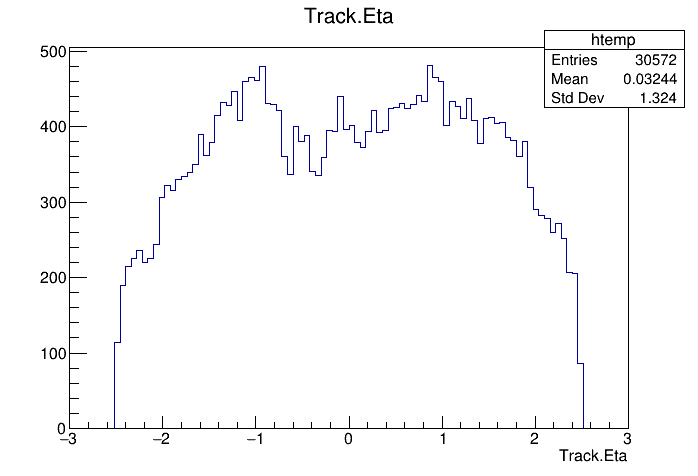 Track.Eta
htemp
Entries 30572
Mean 0.03244
Std Dev 1.324
500
400
300
200
100
0
−3 −2 −1 0 1 2 3
Track.Eta